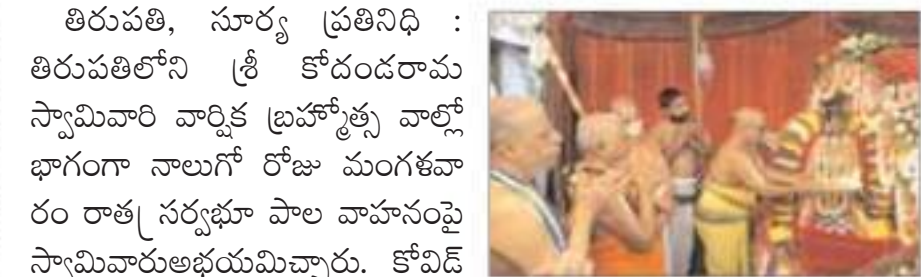 తిరుపతి, సూర్య ప్రతినిధి :
తిరుపతిలోని శ్రీ కోదండరామ
స్వామివారి వార్షిక బ్రహ్మోత్స వాల్లో
భాగంగా నాలుగో రోజు మంగళవా
రం రాత్రి సర్వభూ పాల వాహనంపై
స్వామివారుఅభయమిచ్చారు. కోవిడ్